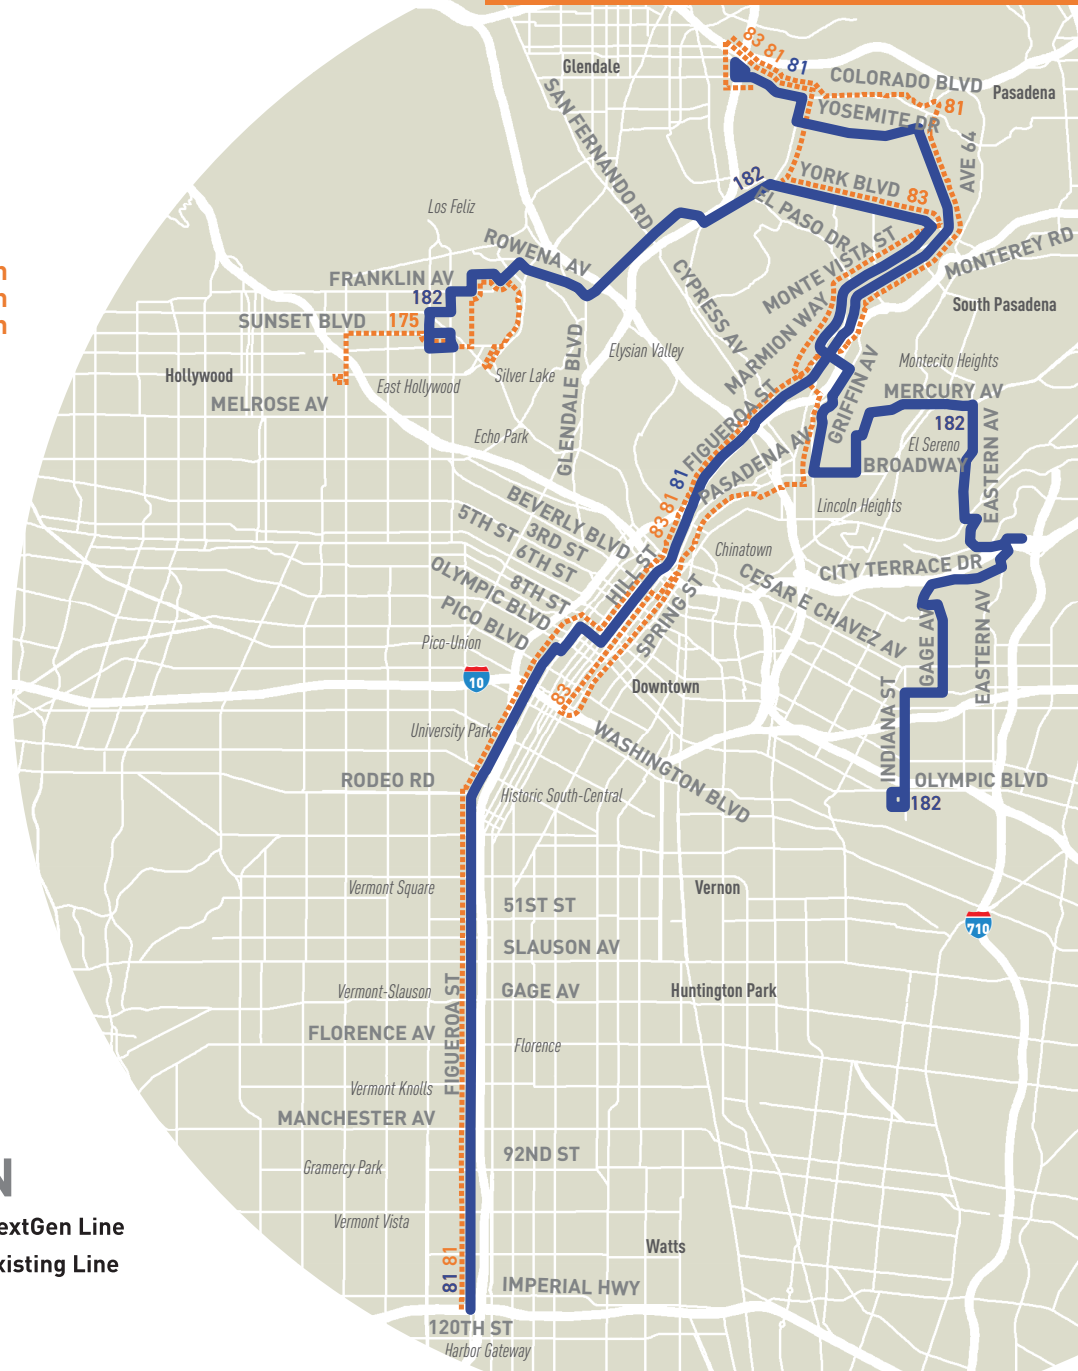 83
81
81
Glendale
COLORADO BLVD
Pasadena
81
SAN FERNANDO RD
YOSEMITE DR
AVE 64
182
YORK BLVD
83
EL PASO DR
Los Feliz
ROWENA AV
MONTE VISTA ST
MONTEREY RD
CYPRESS AV
FRANKLIN AV
182
South Pasadena
SUNSET BLVD
175
MARMION WAY
Elysian Valley
Montecito Heights
Hollywood
East Hollywood
Silver Lake
GLENDALE BLVD
GRIFFIN AV
MERCURY AV
MELROSE AV
182
EASTERN AV
Echo Park
FIGUEROA ST
El Sereno
BROADWAY
PASADENA AV
81
81
83
Lincoln Heights
BEVERLY BLVD
3RD ST
5TH ST
6TH ST
Chinatown
8TH ST
OLYMPIC BLVD
PICO BLVD
HILL ST
SPRING ST
CESAR E CHAVEZ AV
CITY TERRACE DR
GAGE AV
EASTERN AV
Pico-Union
10
83
Downtown
INDIANA ST
University Park
WASHINGTON BLVD
RODEO RD
OLYMPIC BLVD
Historic South-Central
182
Vermont Square
Vernon
51ST ST
710
SLAUSON AV
Vermont-Slauson
GAGE AV
Huntington Park
FIGUEROA ST
FLORENCE AV
Florence
Vermont Knolls
MANCHESTER AV
92ND ST
Gramercy Park
Vermont Vista
extGen Line
xisting Line
81
81
Watts
IMPERIAL HWY
120TH ST
Harbor Gateway